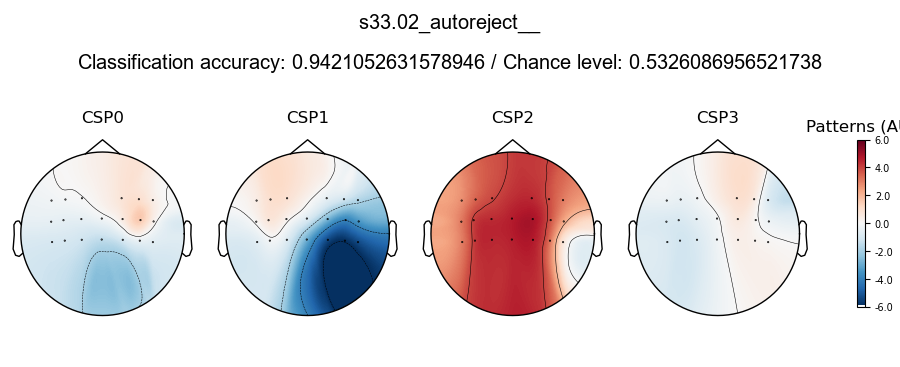 s33.02_autoreject__
Classification accuracy: 0.9421052631578946 / Chance level: 0.5326086956521738
CSP0 CSP1 CSP2 CSP3
Patterns (AU
6.0
4.0
2.0
0.0
-2.0
-4.0
-6.0